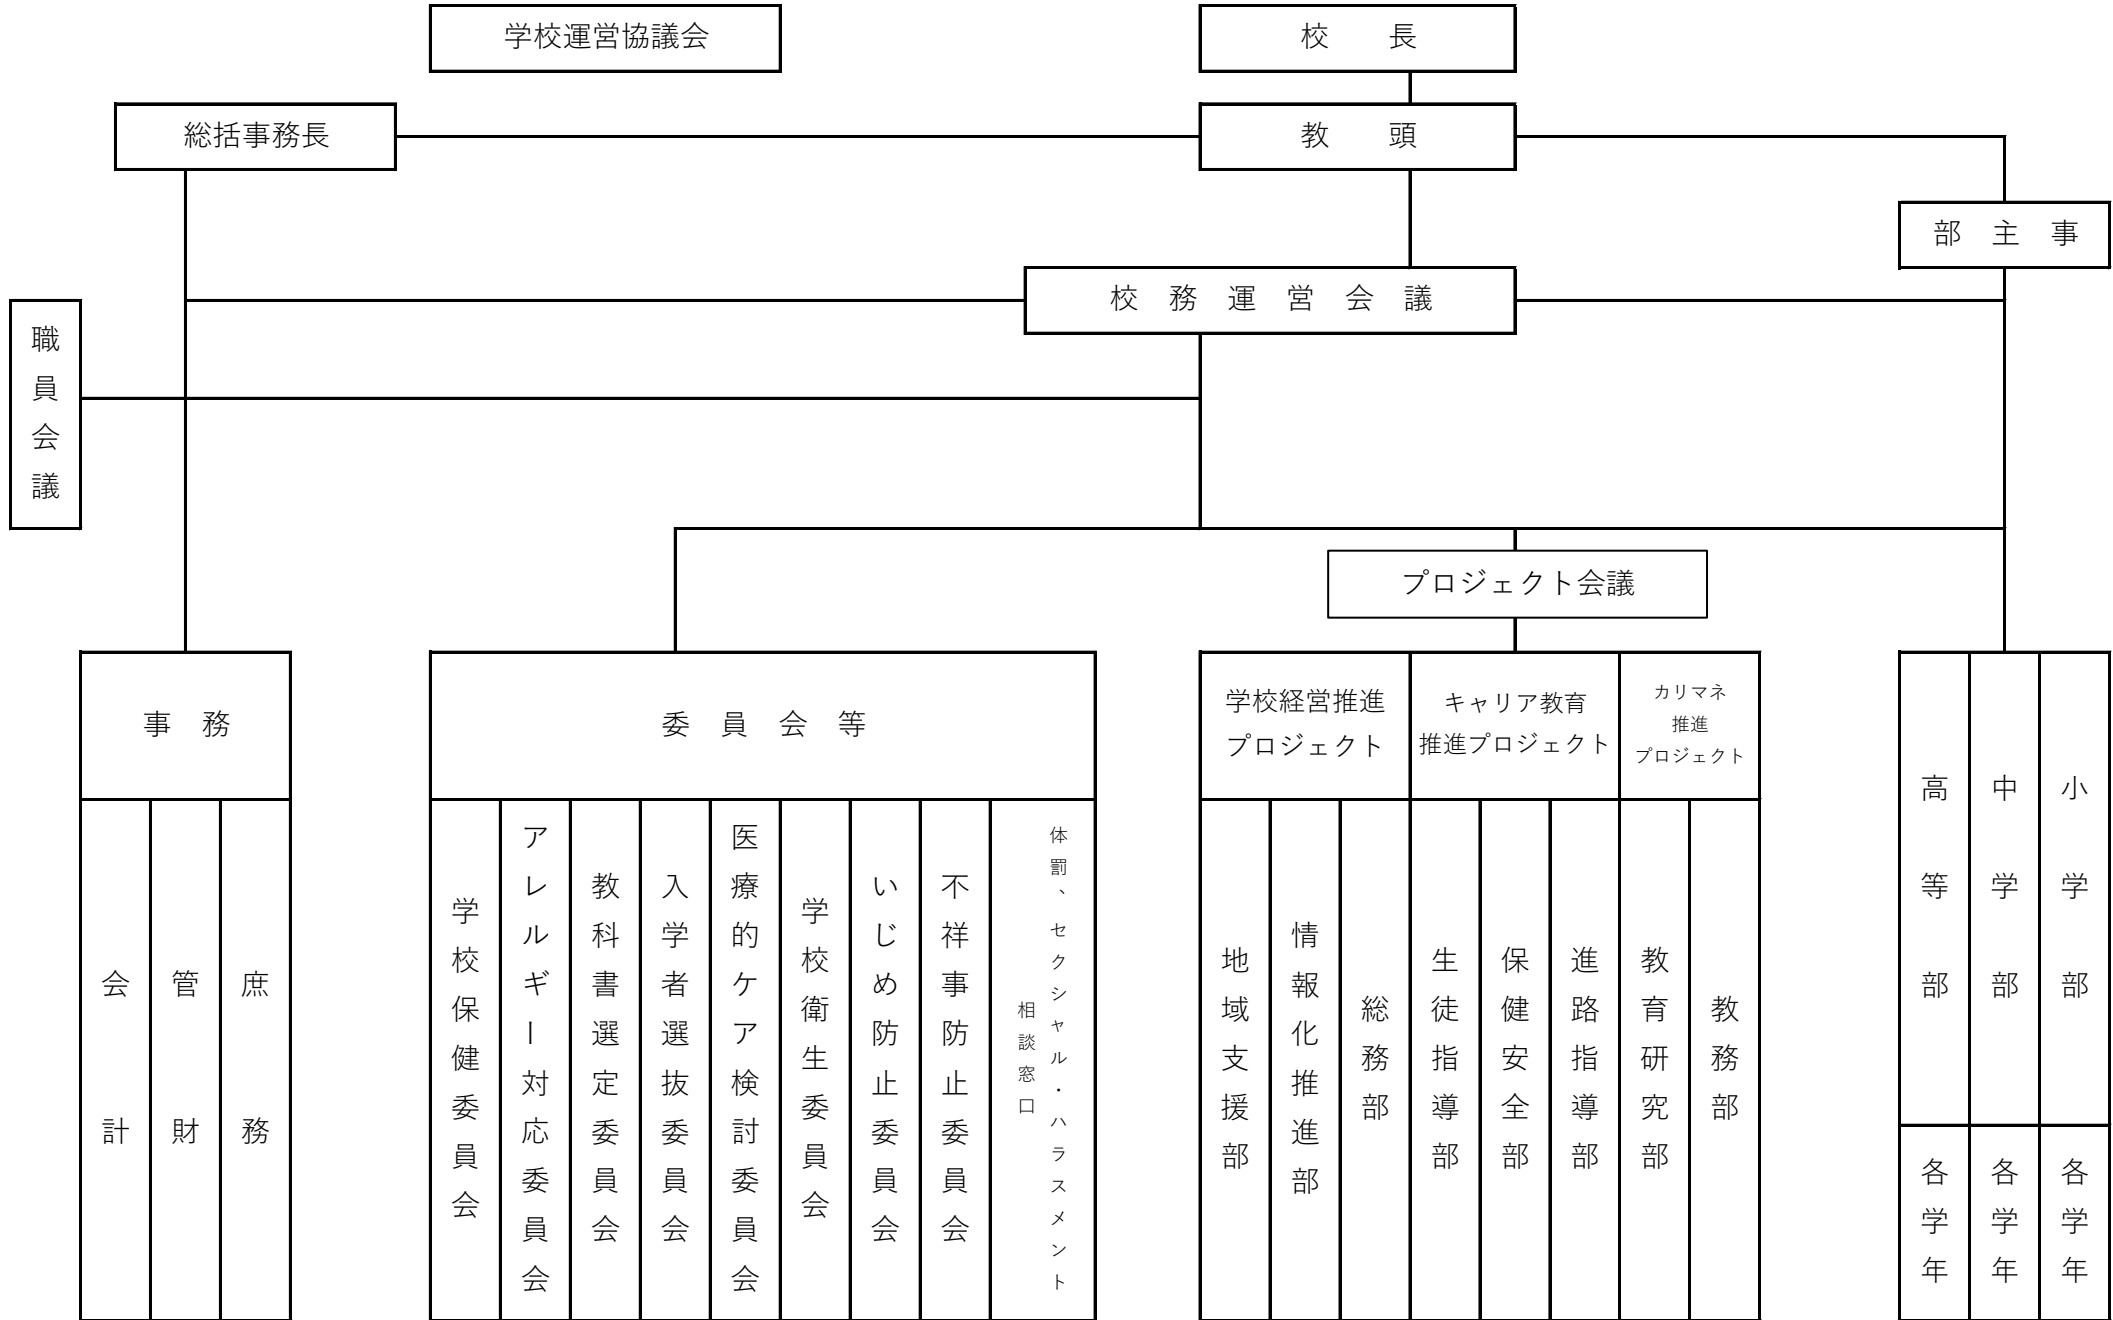 学校運営協議会
校　長
総括事務長
教　頭
部　主　事
校　務　運　営　会　議
職員会議
プロジェクト会議
事　務
庶務
管財
会計
委　員　会　等
体罰、セクシャル・ハラスメント
相談窓口
不祥事防止委員会
いじめ防止委員会
学校衛生委員会
医療的ケア検討委員会
入学者選抜委員会
教科書選定委員会
アレルギー対応委員会
学校保健委員会
学校経営推進
プロジェクト
キャリア教育
推進プロジェクト
カリマネ
推進
プロジェクト
教務部
教育研究部
進路指導部
保健安全部
生徒指導部
総務部
情報化推進部
地域支援部
小学部
中学部
高等部
各学年
各学年
各学年